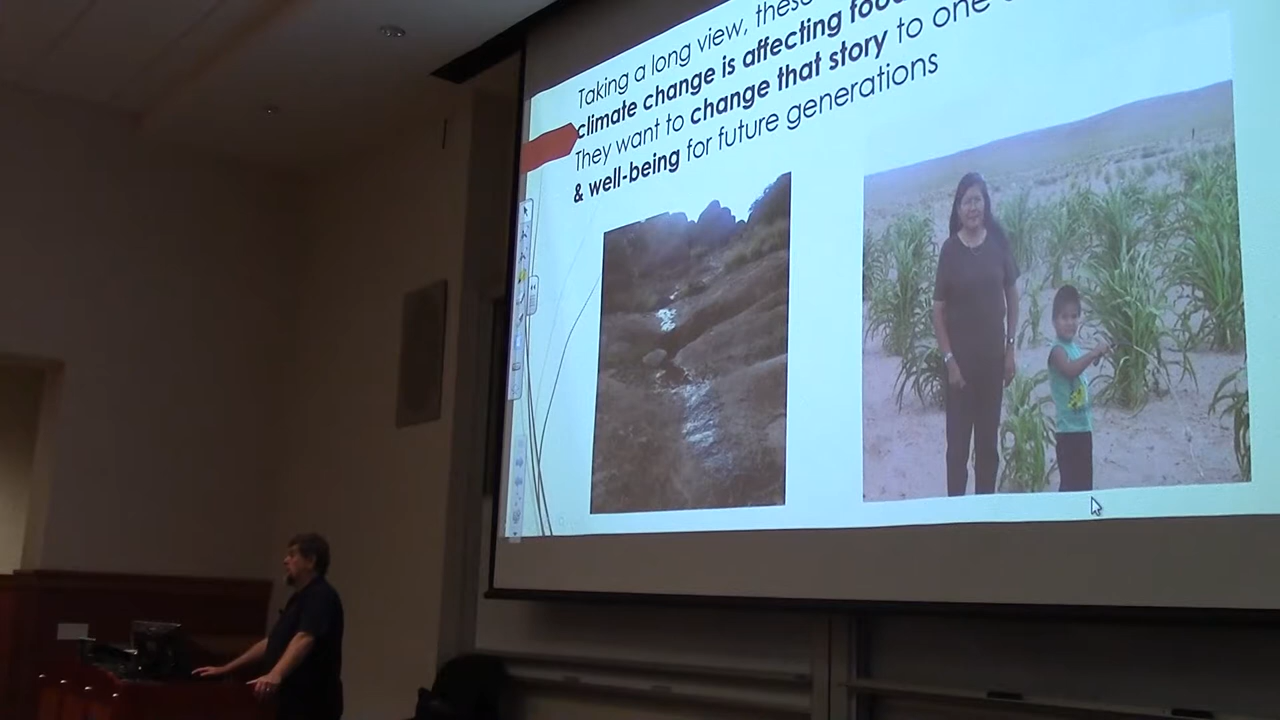 Taking a long view, these
climate change is affecting food
They want to change that story to one
& well-being for future generations